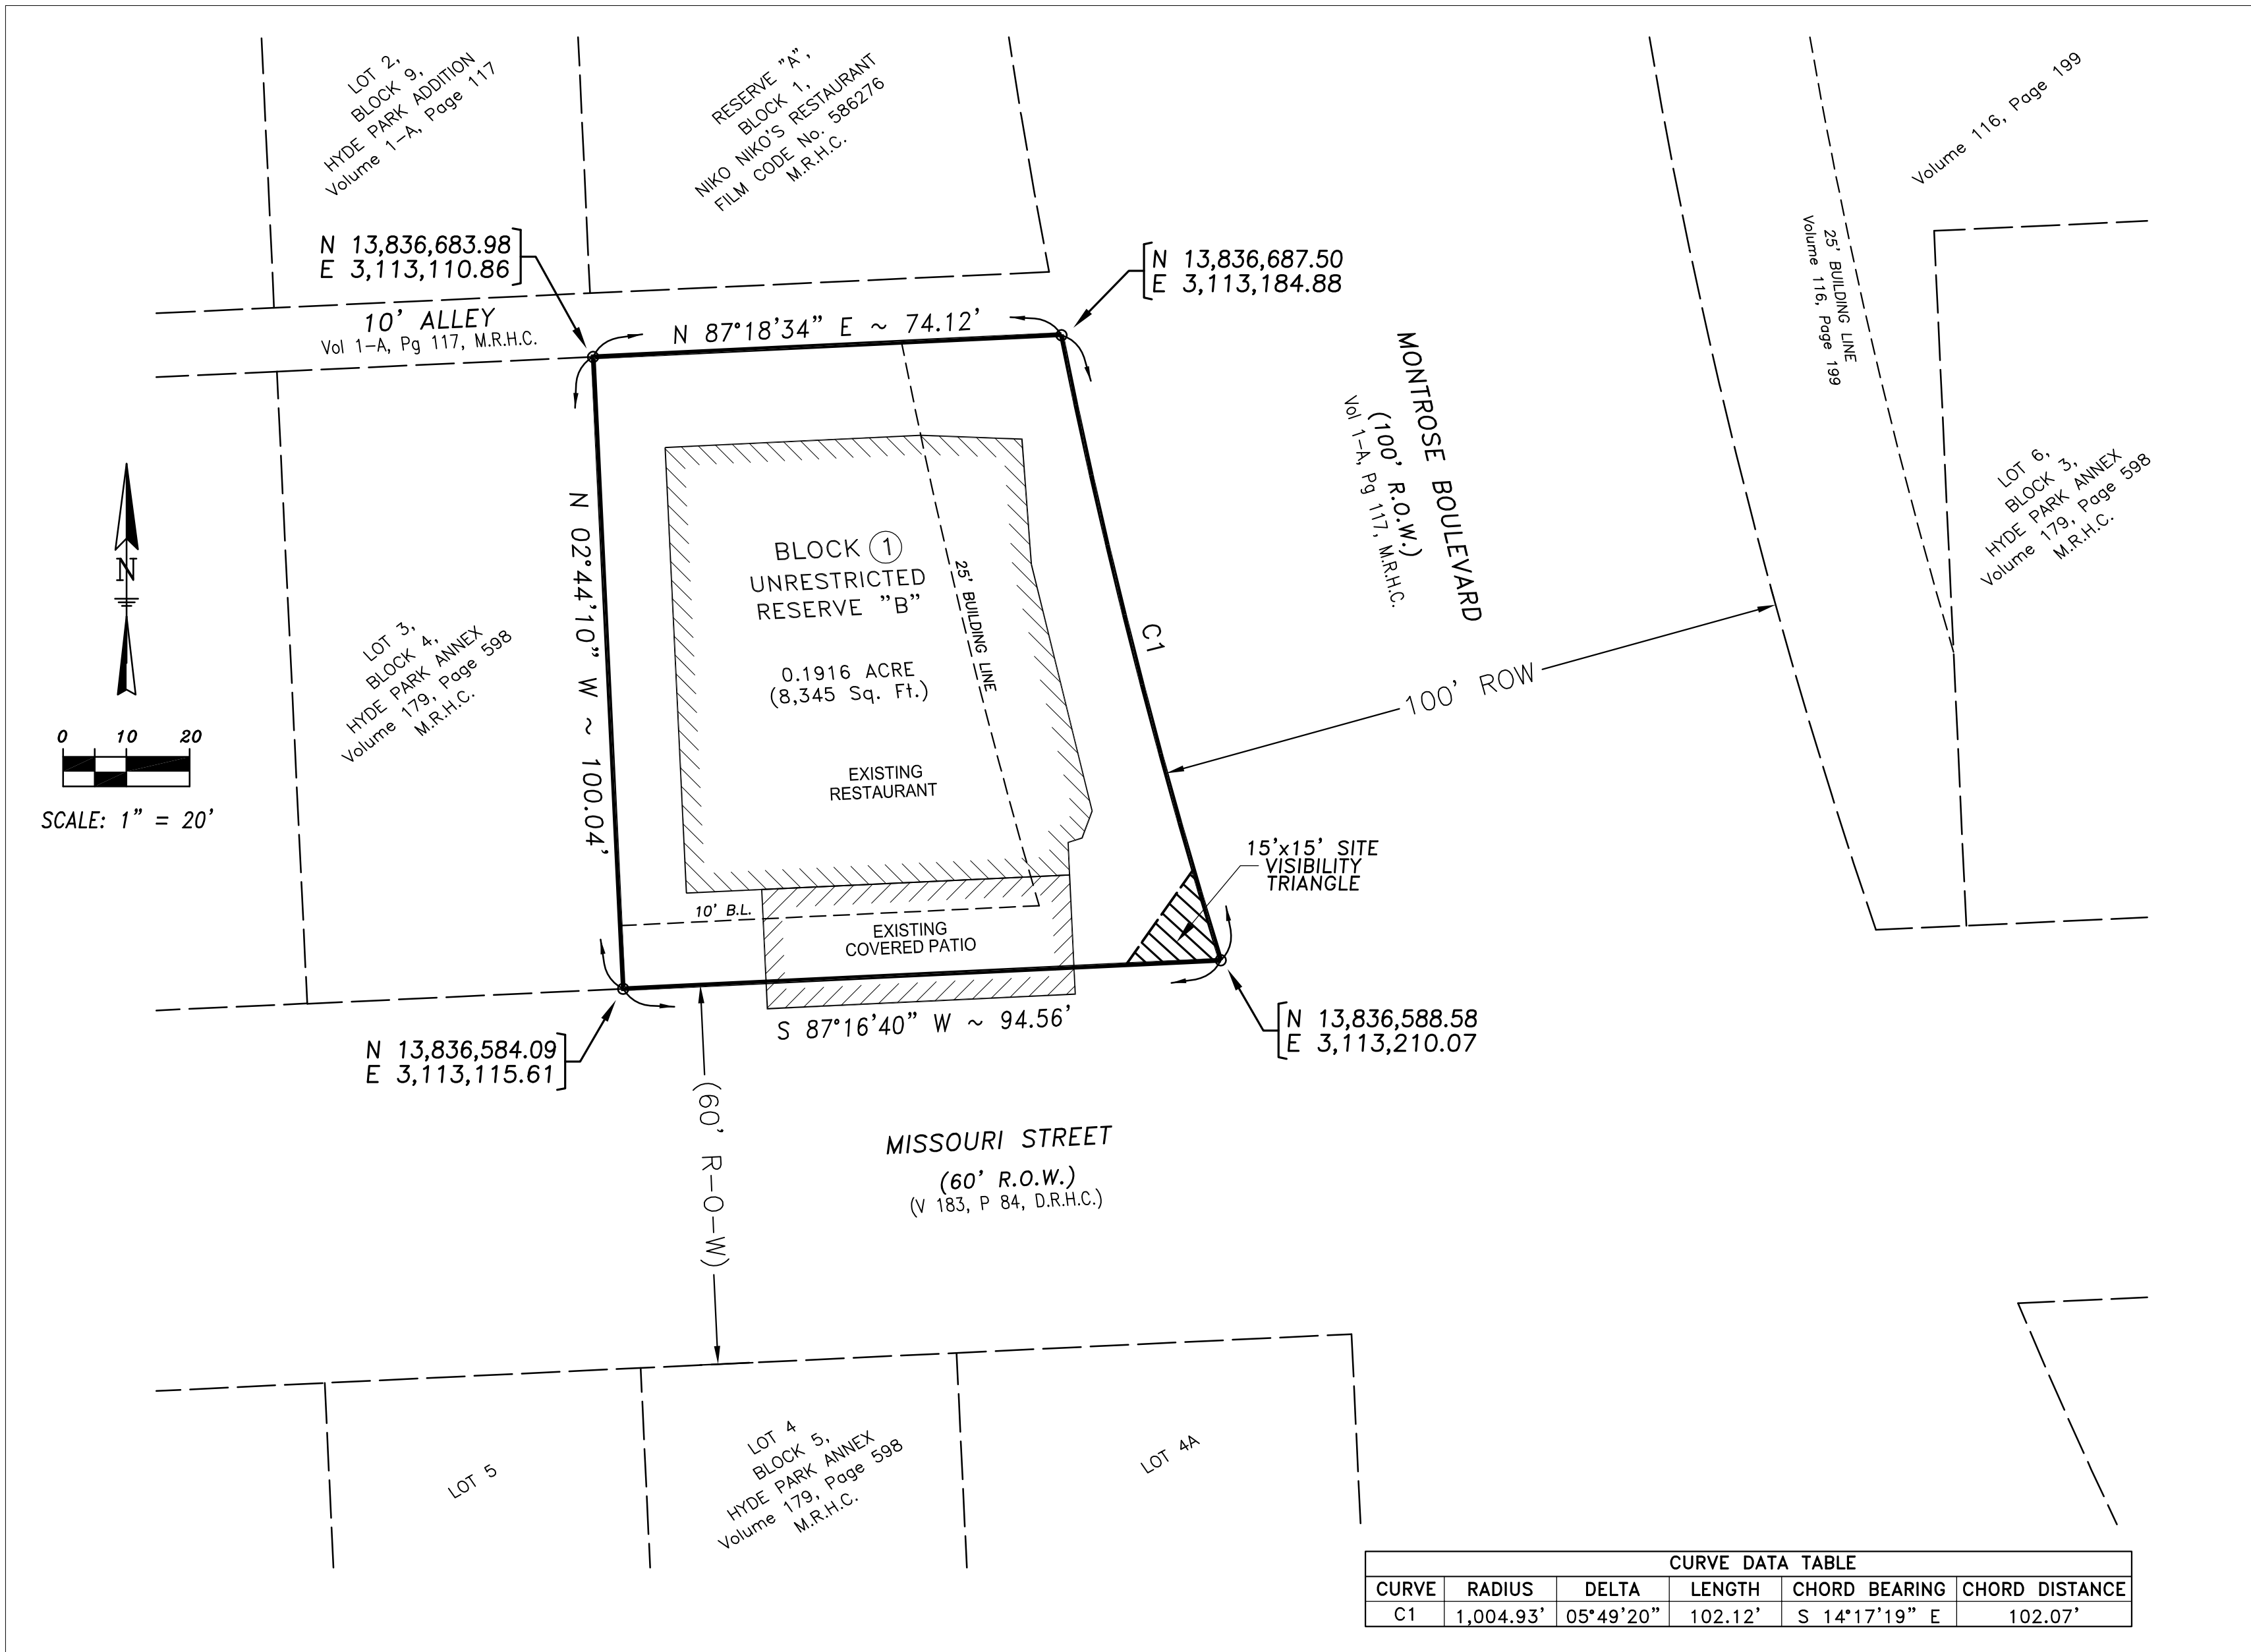 LOT 2,
BLOCK 9,
HYDE PARK ADDITION
Volume 1-A, Page 117
RESERVE "A",
BLOCK 1,
NIKO NIKO'S RESTAURANT
FILM CODE No. 586276
M.R.H.C.
Volume 116, Page 199
25' BUILDING LINE
Volume 116, Page 199
N 13,836,683.98
E 3,113,110.86
N 13,836,687.50
E 3,113,184.88
10' ALLEY
Vol 1-A, Pg 117, M.R.H.C.
N 87°18'34" E ~ 74.12'
MONTROSE BOULEVARD
(100' R.O.W.)
Vol 1-A, Pg 117, M.R.H.C.
LOT 6,
BLOCK 3,
HYDE PARK ANNEX
Volume 179, Page 598
M.R.H.C.
N
0 10 20
SCALE: 1" = 20'
LOT 3,
BLOCK 4,
HYDE PARK ANNEX
Volume 179, Page 598
M.R.H.C.
N 02°44'10" W ~ 100.04'
BLOCK 1
UNRESTRICTED
RESERVE "B"
0.1916 ACRE
(8,345 Sq. Ft.)
25' BUILDING LINE
EXISTING
RESTAURANT
C1
100' ROW
15'x15' SITE
VISIBILITY
TRIANGLE
10' B.L.
EXISTING
COVERED PATIO
S 87°16'40" W ~ 94.56'
N 13,836,584.09
E 3,113,115.61
N 13,836,588.58
E 3,113,210.07
(60' R-O-W)
MISSOURI STREET
(60' R.O.W.)
(V 183, P 84, D.R.H.C.)
LOT 5
LOT 4
BLOCK 5,
HYDE PARK ANNEX
Volume 179, Page 598
M.R.H.C.
LOT 4A
CURVE DATA TABLE
CURVE RADIUS DELTA LENGTH CHORD BEARING CHORD DISTANCE
C1 1,004.93' 05°49'20" 102.12' S 14°17'19" E 102.07'